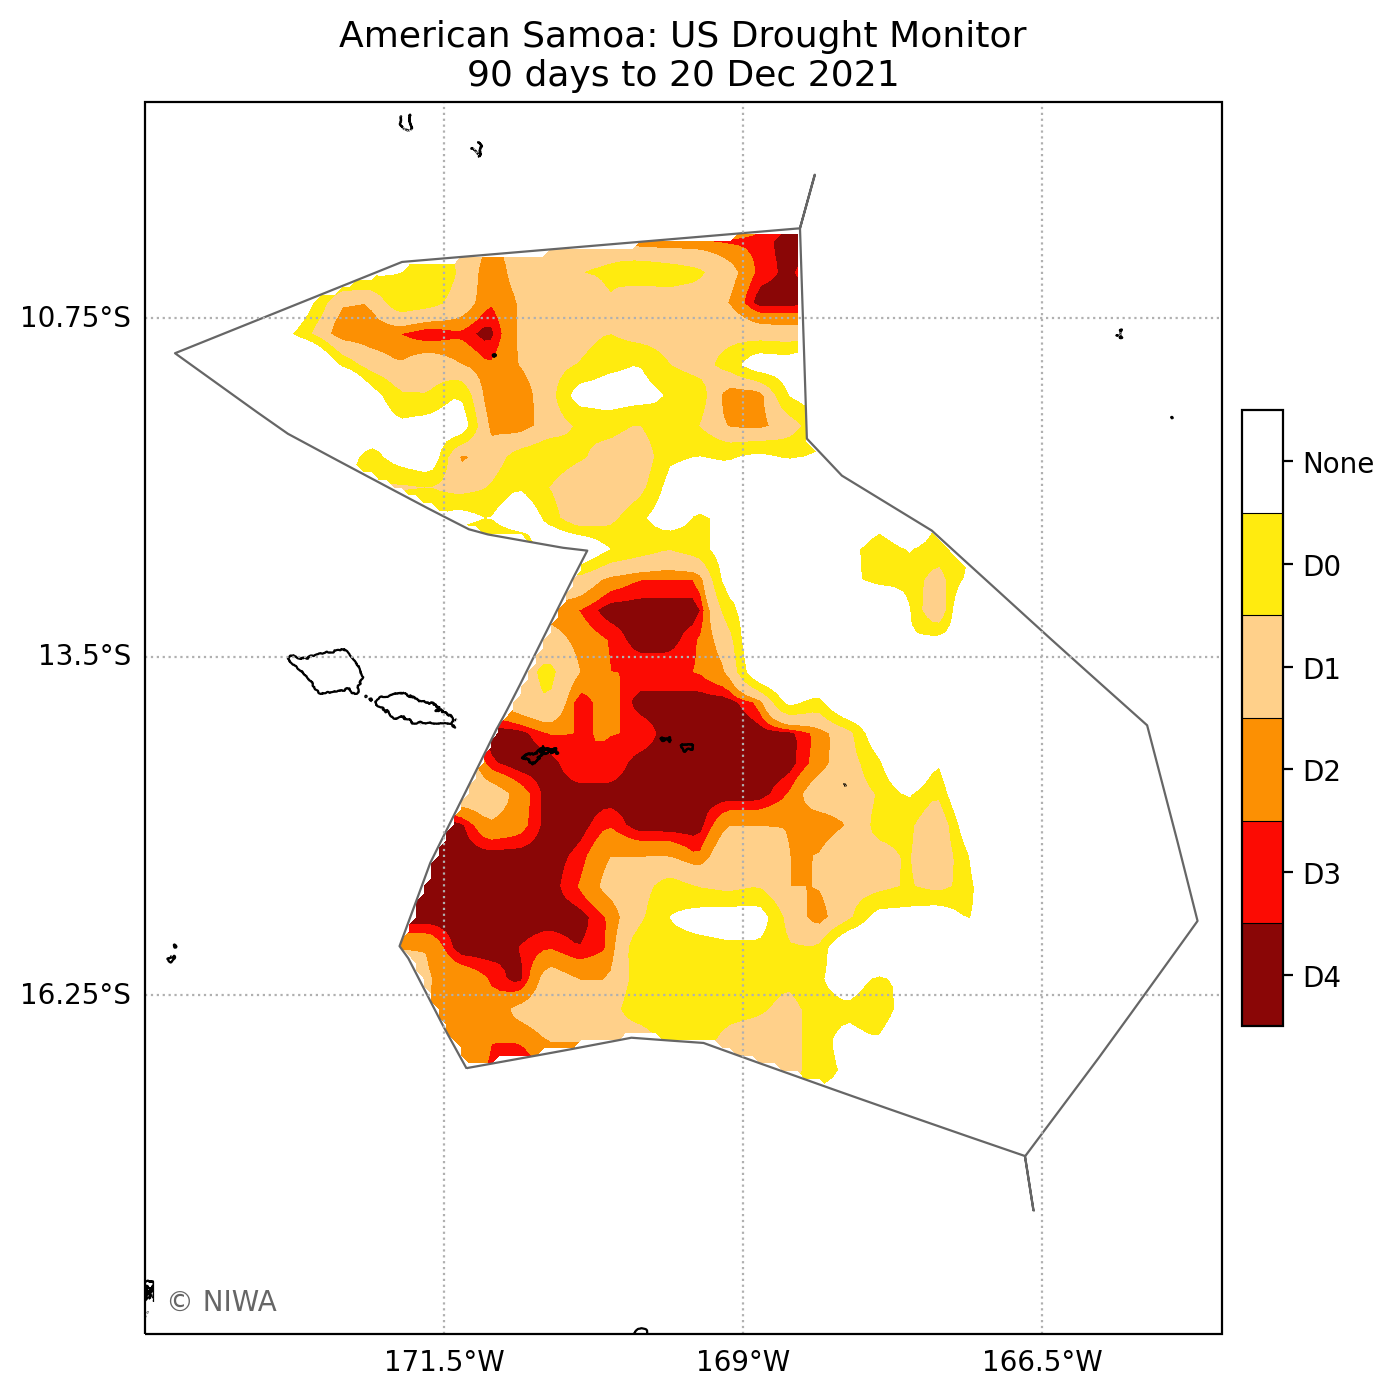 American Samoa: US Drought Monitor
90 days to 20 Dec 2021
10.75°S
13.5°S
16.25°S
171.5°W
169°W
166.5°W
None
D0
D1
D2
D3
D4
© NIWA